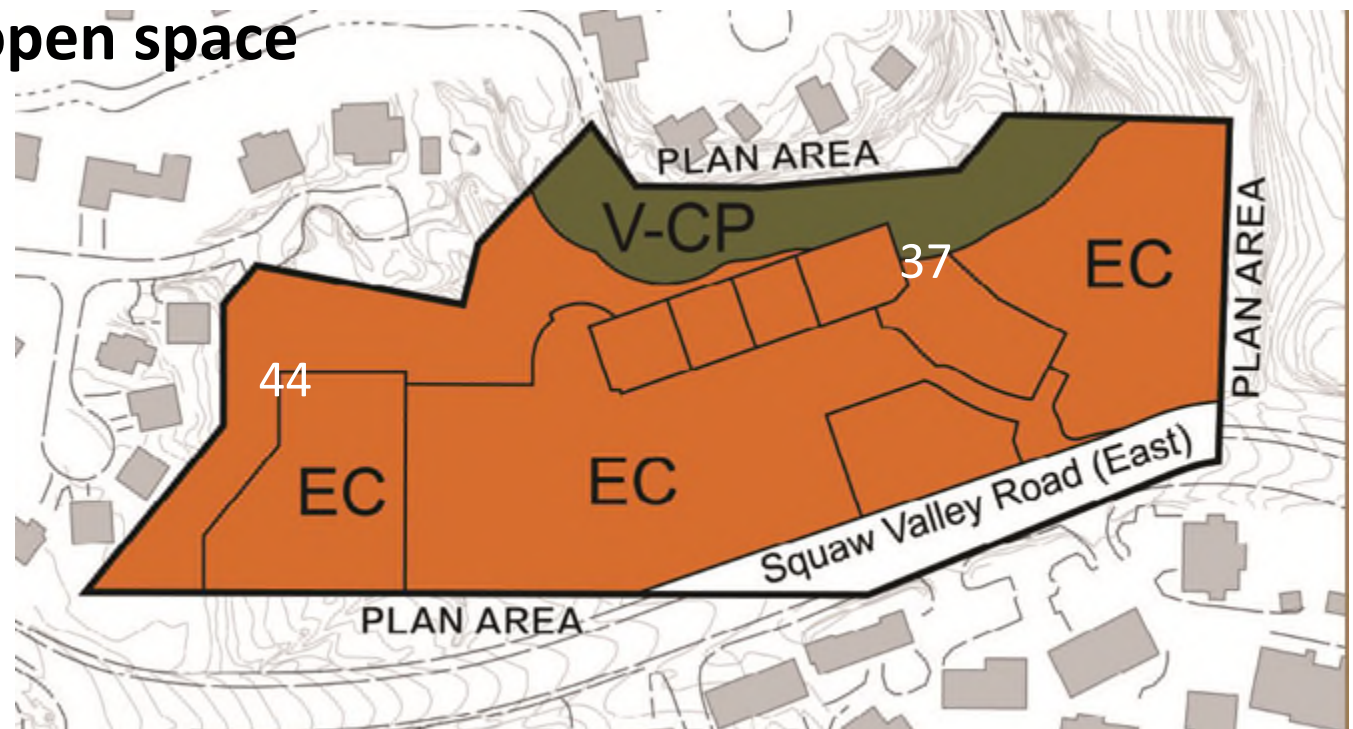 open space
PLAN AREA
V-CP
37
EC
PLAN AREA
44
EC
EC
Squaw Valley Road (East)
PLAN AREA